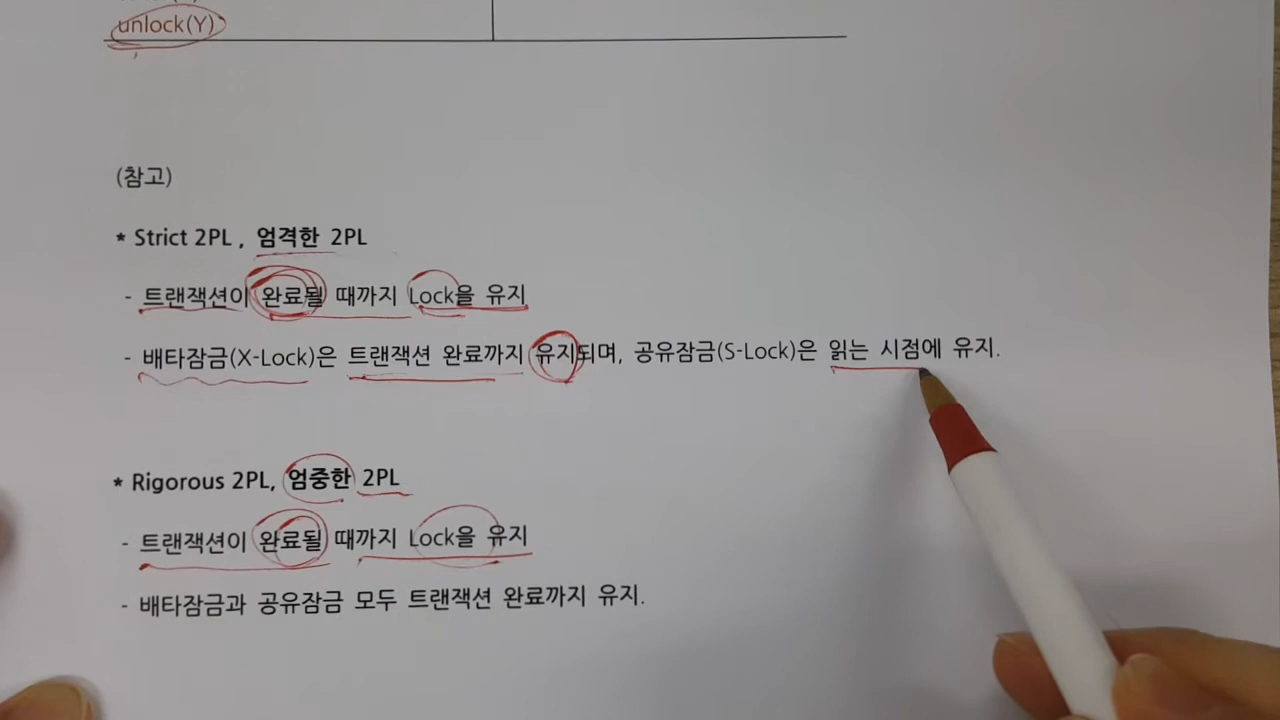 unlock(Y)
(참고)
* Strict 2PL , 엄격한 2PL
- 트랜잭션이 완료될 때까지 Lock을 유지
- 배타잠금(X-Lock)은 트랜잭션 완료까지 유지되며, 공유잠금(S-Lock)은 읽는 시점에 유지.
* Rigorous 2PL, 엄중한 2PL
- 트랜잭션이 완료될 때까지 Lock을 유지
- 배타잠금과 공유잠금 모두 트랜잭션 완료까지 유지.